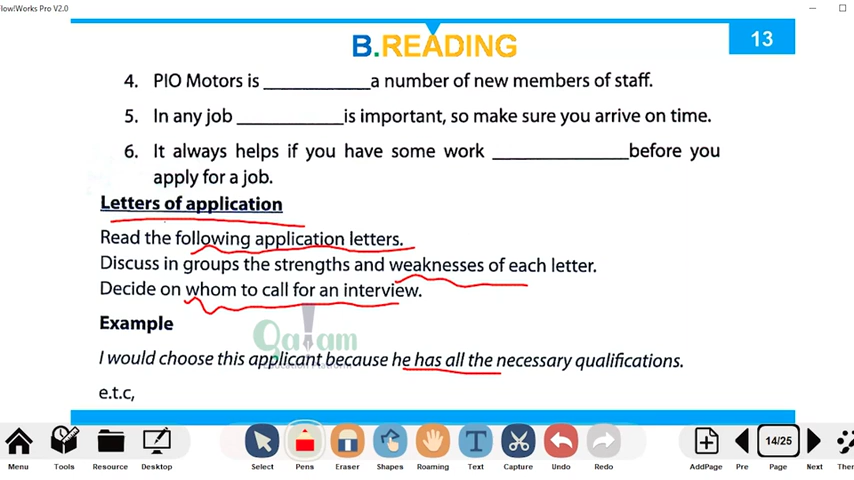 flow!Works Pro V2.0
B.READING
13
4. PIO Motors is ____________a number of new members of staff.
5. In any job ____________is important, so make sure you arrive on time.
6. It always helps if you have some work _______________before you
apply for a job.
Letters of application
Read the following application letters.
Discuss in groups the strengths and weaknesses of each letter.
Decide on whom to call for an interview.
Example
Qalam
I would choose this applicant because he has all the necessary qualifications.
e.t.c,
Menu Tools Resource Desktop Select Pens Eraser Shapes Roaming Text Capture Undo Redo AddPage Pre 14/25 Page Next Ther